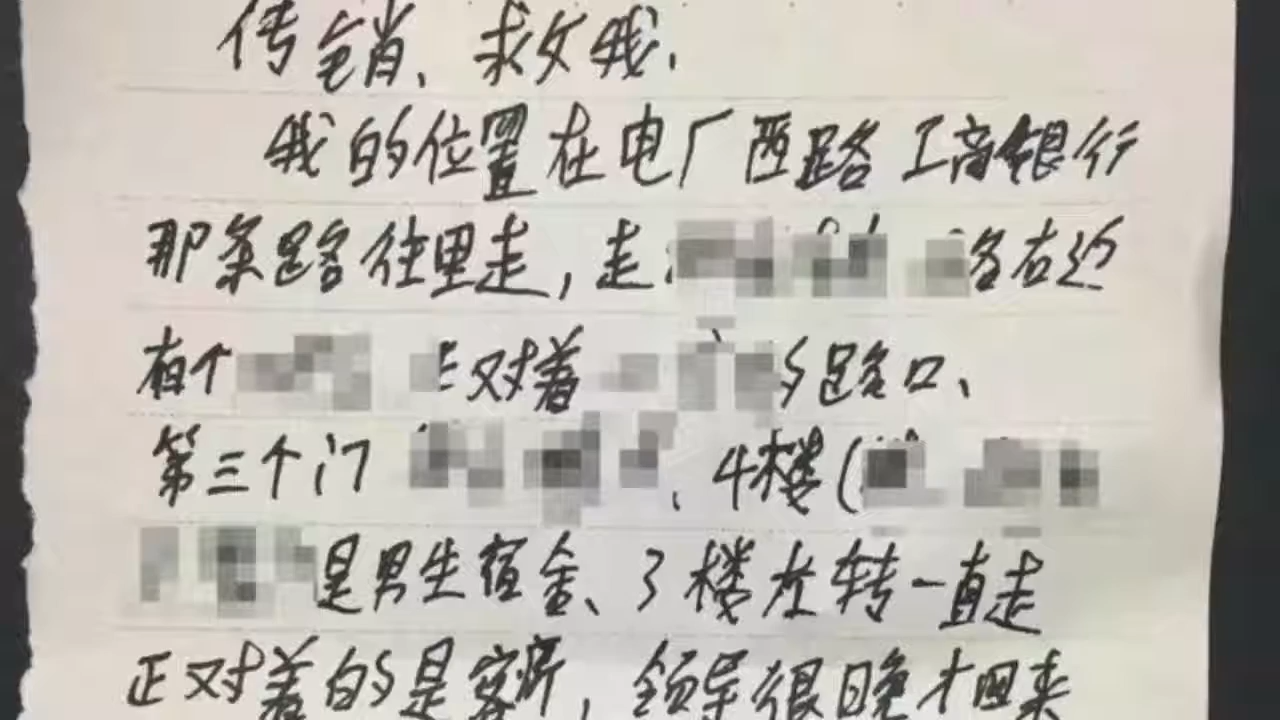 传销、求救我.
我的位置在电厂西路工商银行
那条路往里走,走 右边
有个 对着 路口、
第三个门 、4楼(
是男生宿舍、3楼左转一直走
正对着的是客厅,领导很晚才回来